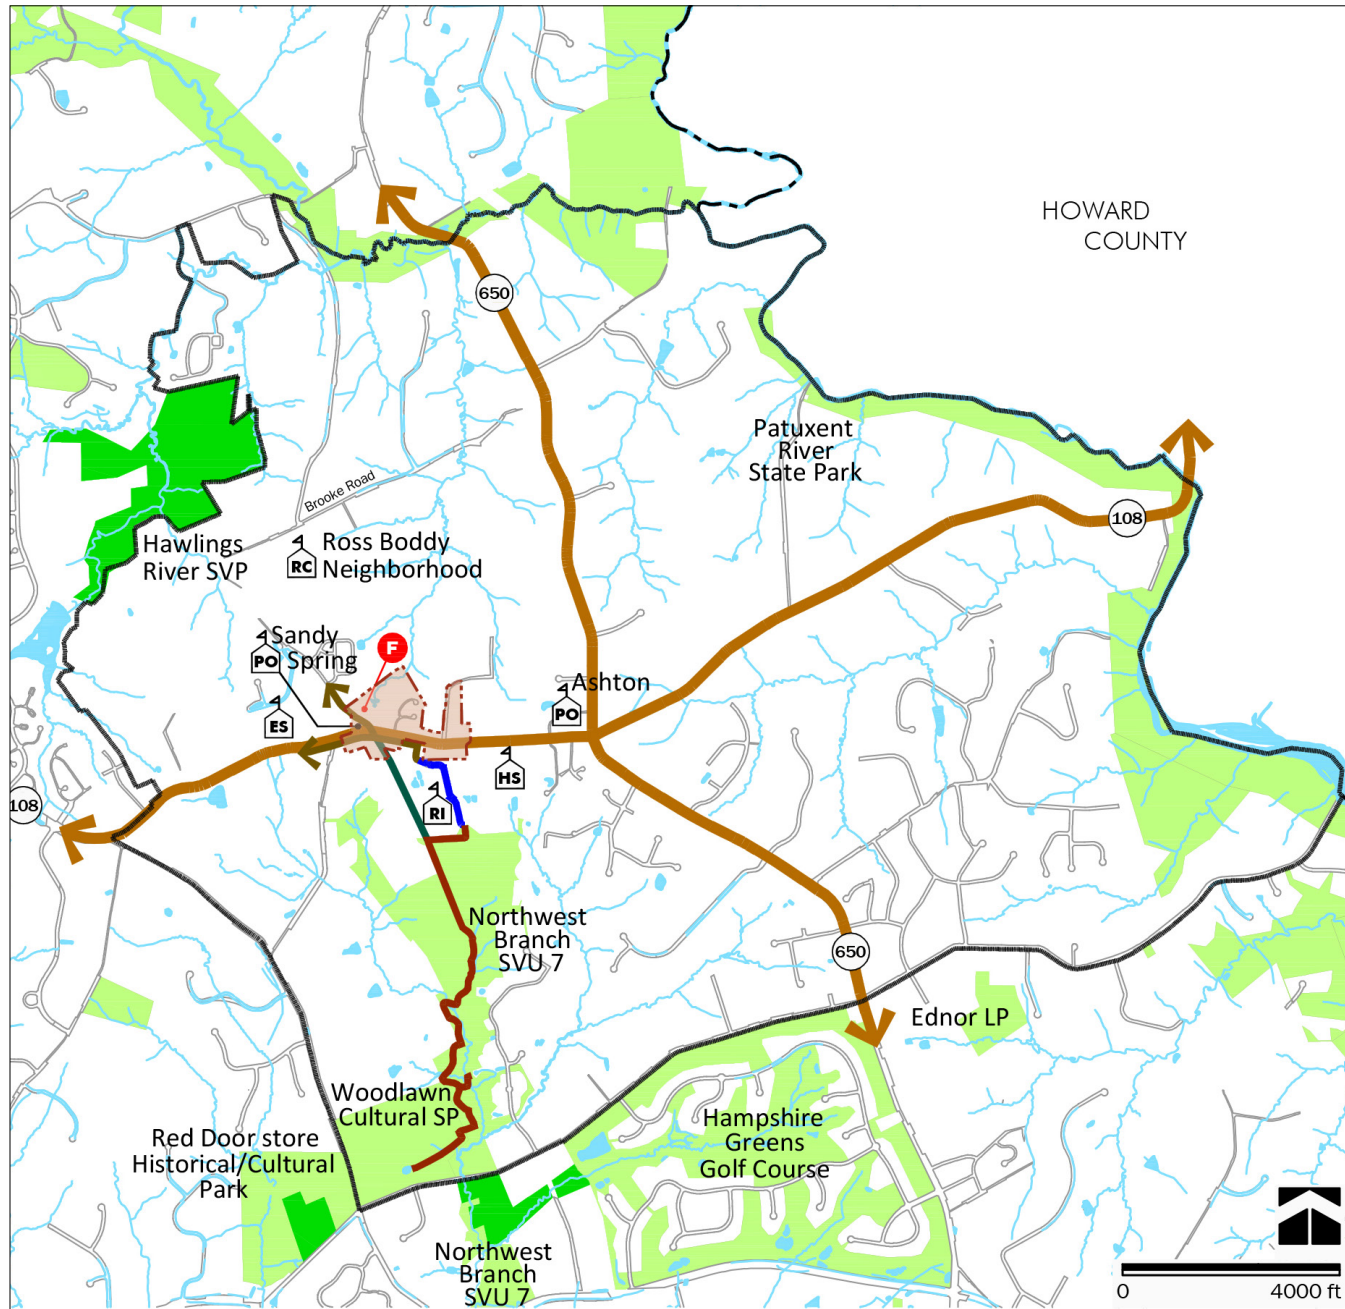 HOWARD
COUNTY
650
Patuxent
River
State Park
108
Brooke Road
Hawlings
River SVP
RC
Ross Boddy
Neighborhood
Sandy
Spring
PO
F
Ashton
PO
ES
HS
108
RI
Northwest
Branch
SVU 7
650
Ednor LP
Woodlawn
Cultural SP
Hampshire
Greens
Golf Course
Red Door store
Historical/Cultural
Park
Northwest
Branch
SVU 7
0
4000 ft